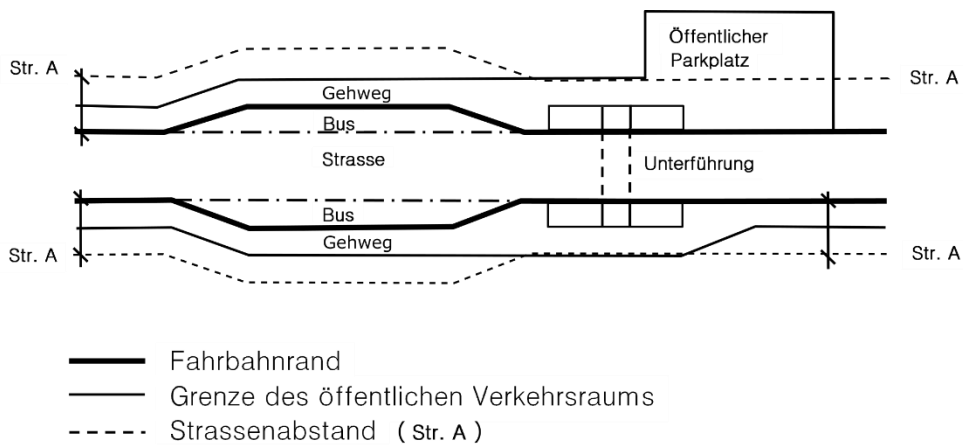 Öffentlicher
Parkplatz
Str. A
Str. A
Gehweg
Bus
Strasse
Unterführung
Bus
Gehweg
Str. A
Str. A
Fahrbahnrand
Grenze des öffentlichen Verkehrsraums
Strassenabstand ( Str. A )